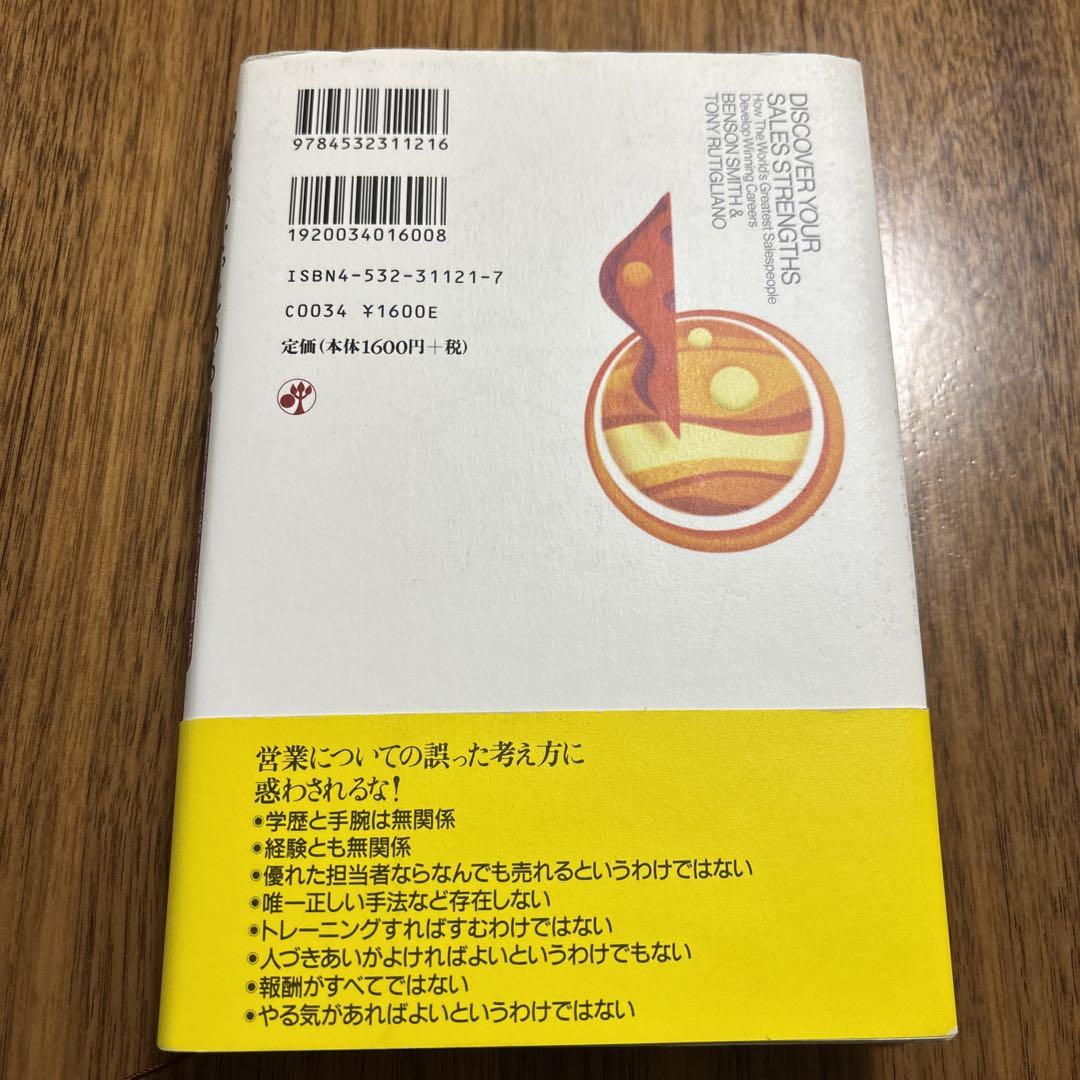 9784532311216
1920034016008
ISBN4-532-31121-7
C0034 ¥1600E
定価(本体1600円+税)
DISCOVER YOUR
SALES STRENGTHS
How The World's Greatest Salespeople
Develop Winning Careers
BENSON SMITH &
TONY RUTIGLIANO
営業についての誤った考え方に
惑わされるな!
◉学歴と手腕は無関係
◉経験とも無関係
◉優れた担当者ならなんでも売れるというわけではない
◉唯一正しい手法など存在しない
◉トレーニングすればすむわけではない
◉人づきあいがよければよいというわけでもない
◉報酬がすべてではない
◉やる気があればよいというわけではない